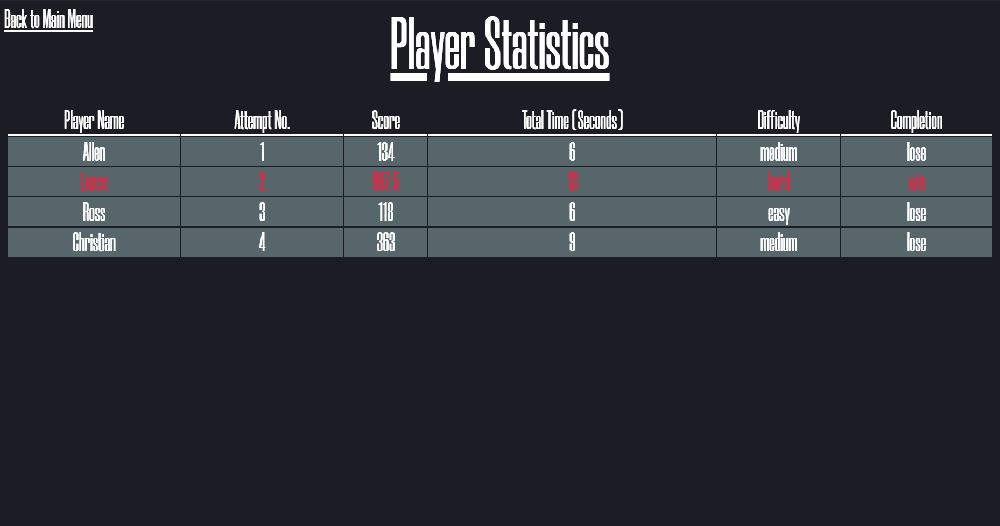 Back to Main Menu
Player Statistics
Player Name Attempt No. Score Total Time (Seconds) Difficulty Completion
Allen 1 134 6 medium lose
Lance 2 987.5 13 hard win
Ross 3 118 6 easy lose
Christian 4 363 9 medium lose